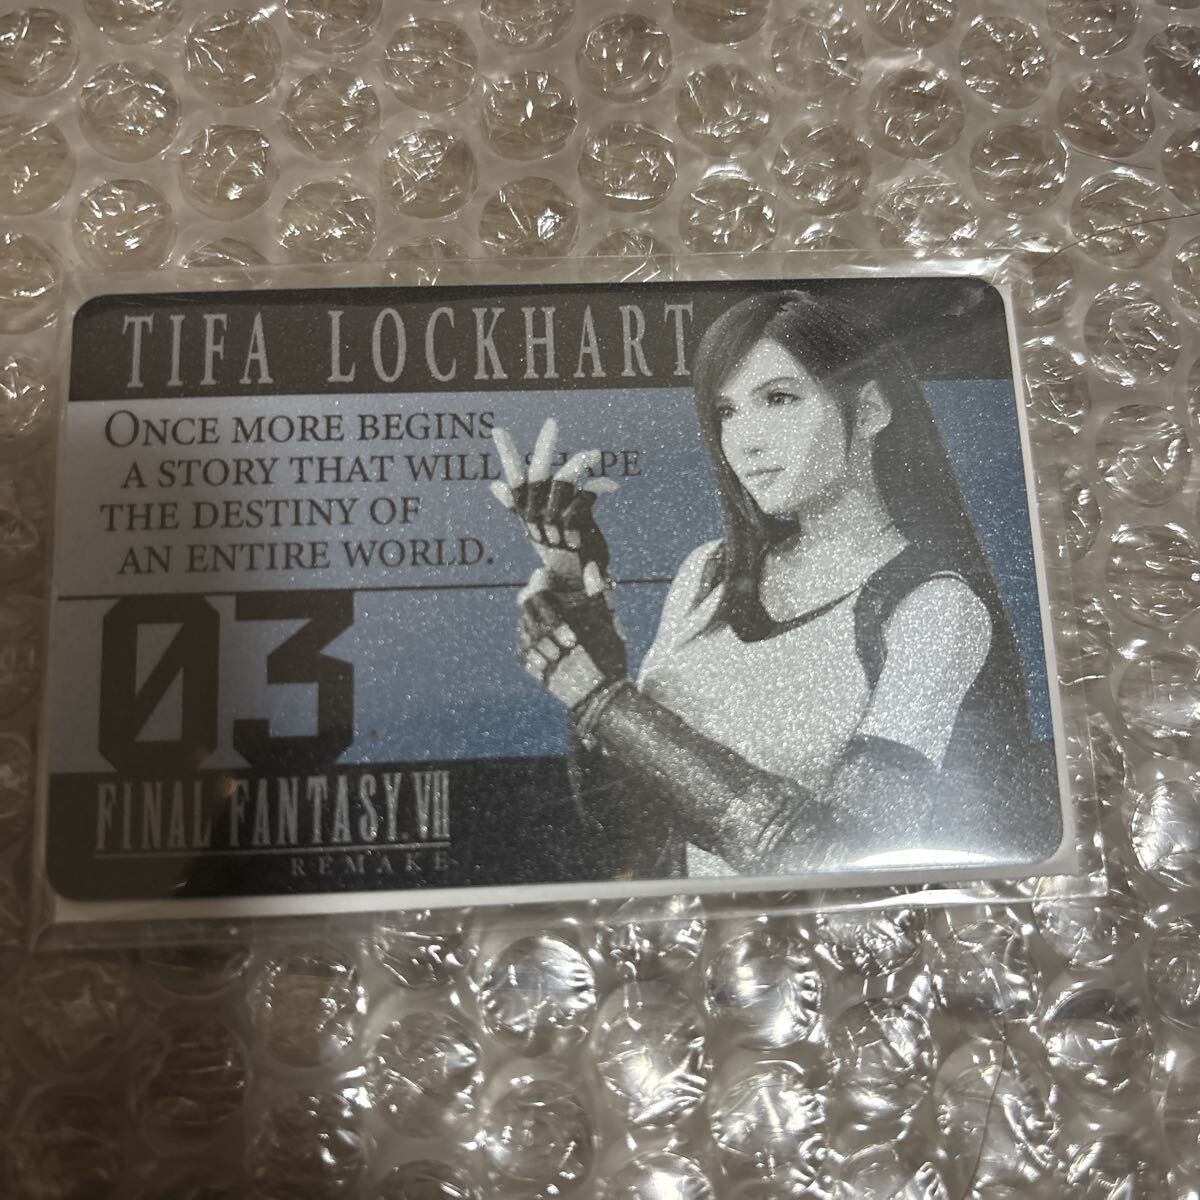 TIFA LOCKHART
ONCE MORE BEGINS
A STORY THAT WILL SHAPE
THE DESTINY OF
AN ENTIRE WORLD.
03
FINAL FANTASY VII
REMAKE